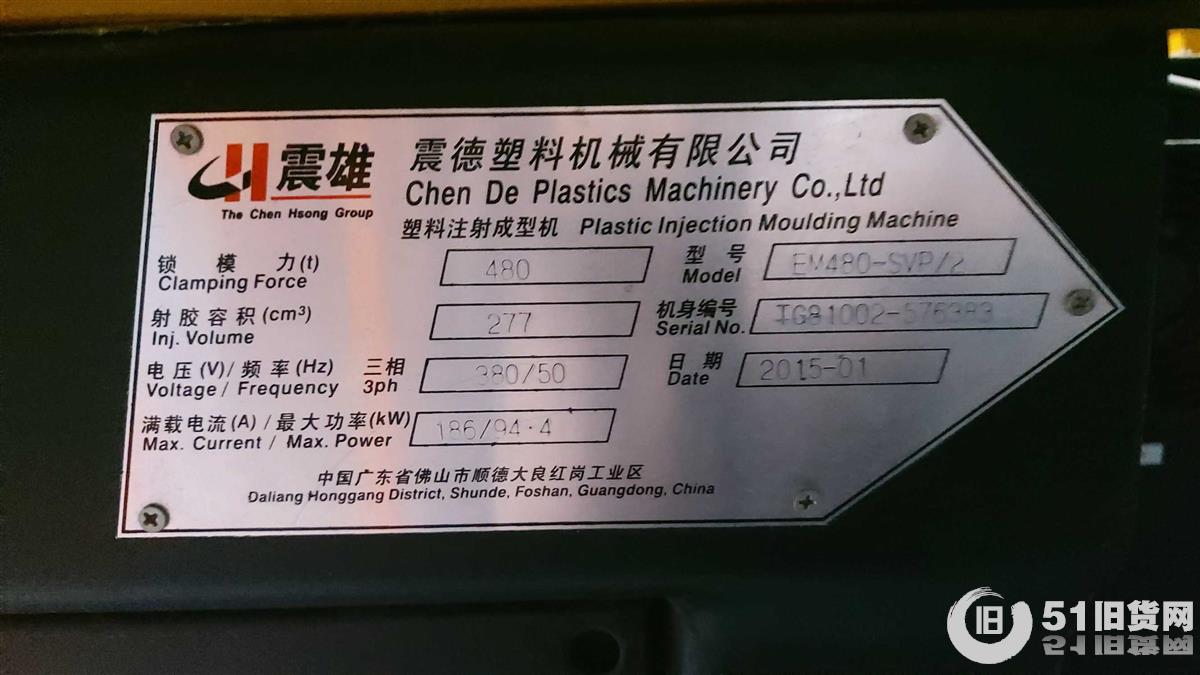 震雄
The Chen Hsong Group
震德塑料机械有限公司
Chen De Plastics Machinery Co.,Ltd
塑料注射成型机 Plastic Injection Moulding Machine
锁模力(t) 480 型号 EM480-SVP/2
Clamping Force Model
射胶容积(cm³) 277 机身编号
Inj. Volume Serial No.
电压(V)/频率(Hz) 三相 380/50 日期 2015-01
Voltage/ Frequency 3ph Date
满载电流(A)/最大功率(kW) 186/94.4
Max. Current / Max. Power
中国广东省佛山市顺德大良红岗工业区
Daliang Honggang District, Shunde, Foshan, Guangdong, China
旧 51旧货网